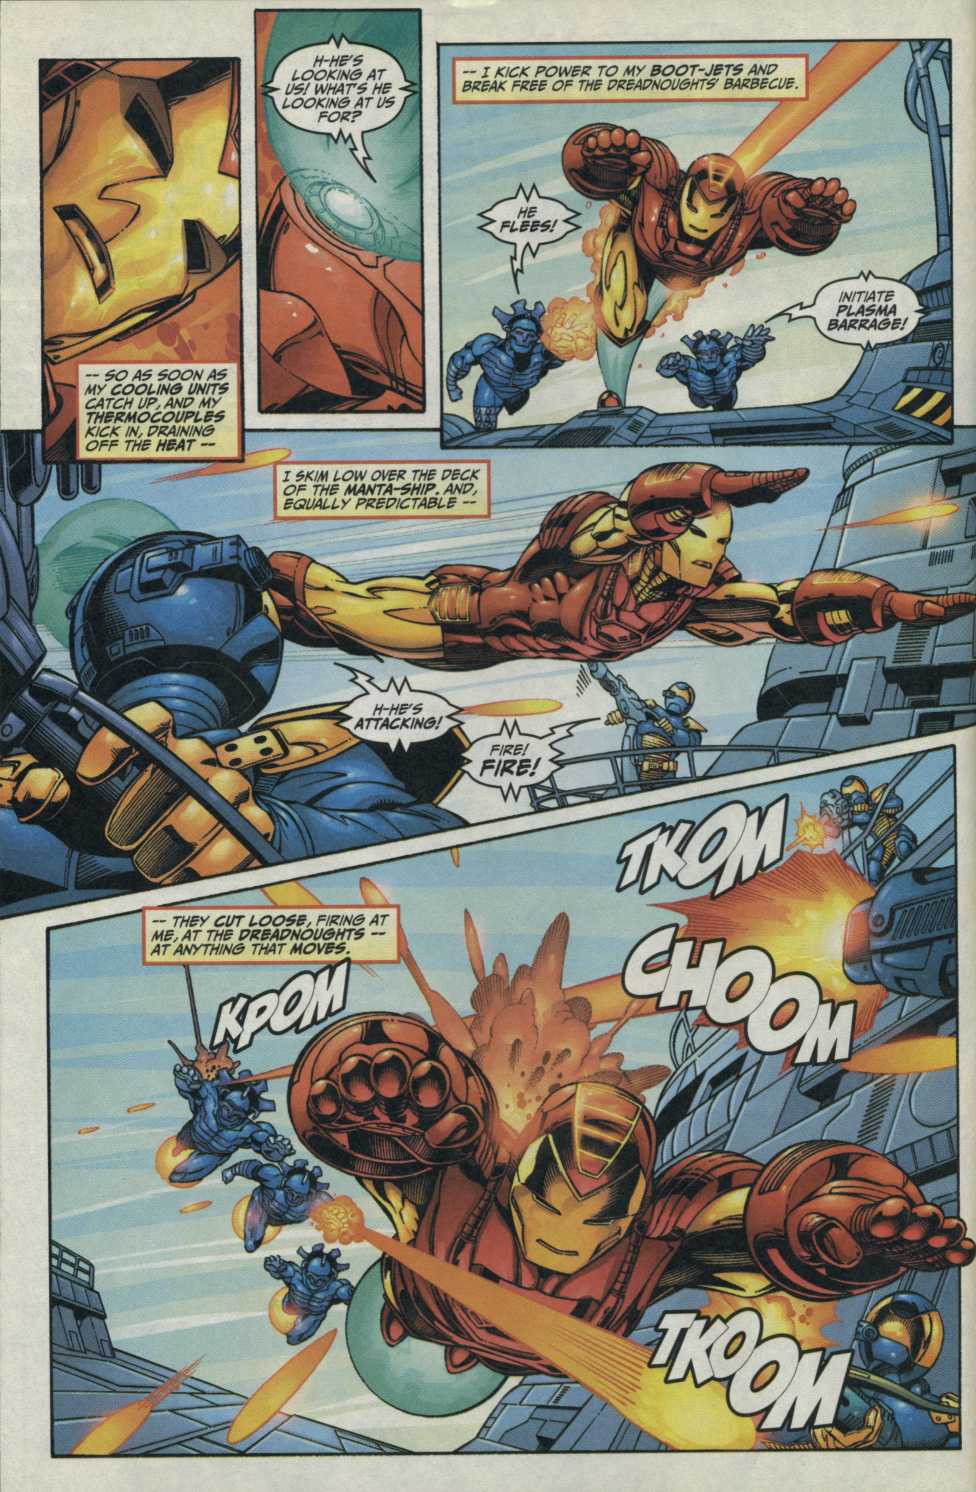 -- SO AS SOON AS
MY COOLING UNITS
CATCH UP, AND MY
THERMOCOUPLES
KICK IN, DRAINING
OFF THE HEAT --
H-HE'S
LOOKING AT
US! WHAT'S HE
LOOKING AT US
FOR?
-- I KICK POWER TO MY BOOT-JETS AND
BREAK FREE OF THE DREADNOUGHTS' BARBECUE.
HE
FLEES!
INITIATE
PLASMA
BARRAGE!
I SKIM LOW OVER THE DECK
OF THE MANTA-SHIP. AND,
EQUALLY PREDICTABLE --
H-HE'S
ATTACKING!
FIRE!
FIRE!
-- THEY CUT LOOSE, FIRING AT
ME, AT THE DREADNOUGHTS --
AT ANYTHING THAT MOVES.
TKOM
KPOM
CHOOM
TKOOM